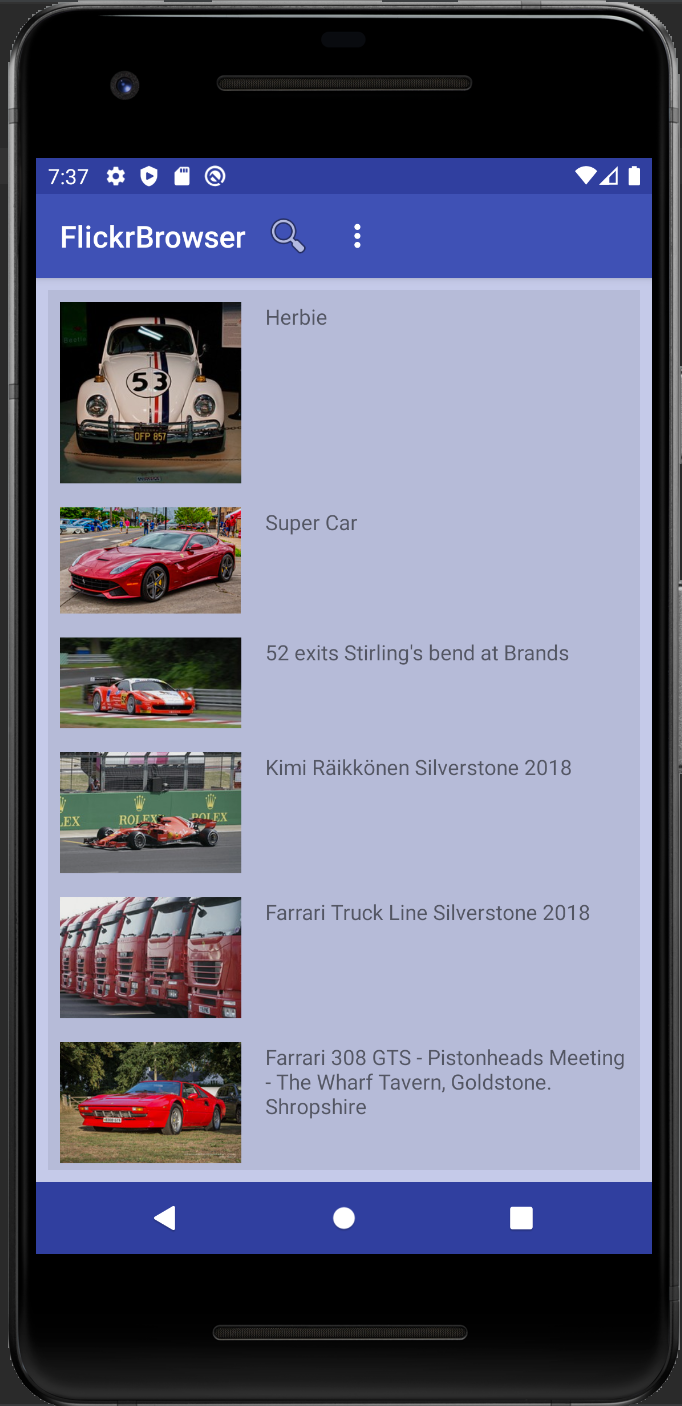 7:37
FlickrBrowser
Herbie
53
OFP 857
Super Car
52 exits Stirling's bend at Brands
Kimi Räikkönen Silverstone 2018
LEX
ROLEX
ROLEX
Farrari Truck Line Silverstone 2018
Farrari 308 GTS - Pistonheads Meeting
- The Wharf Tavern, Goldstone.
Shropshire